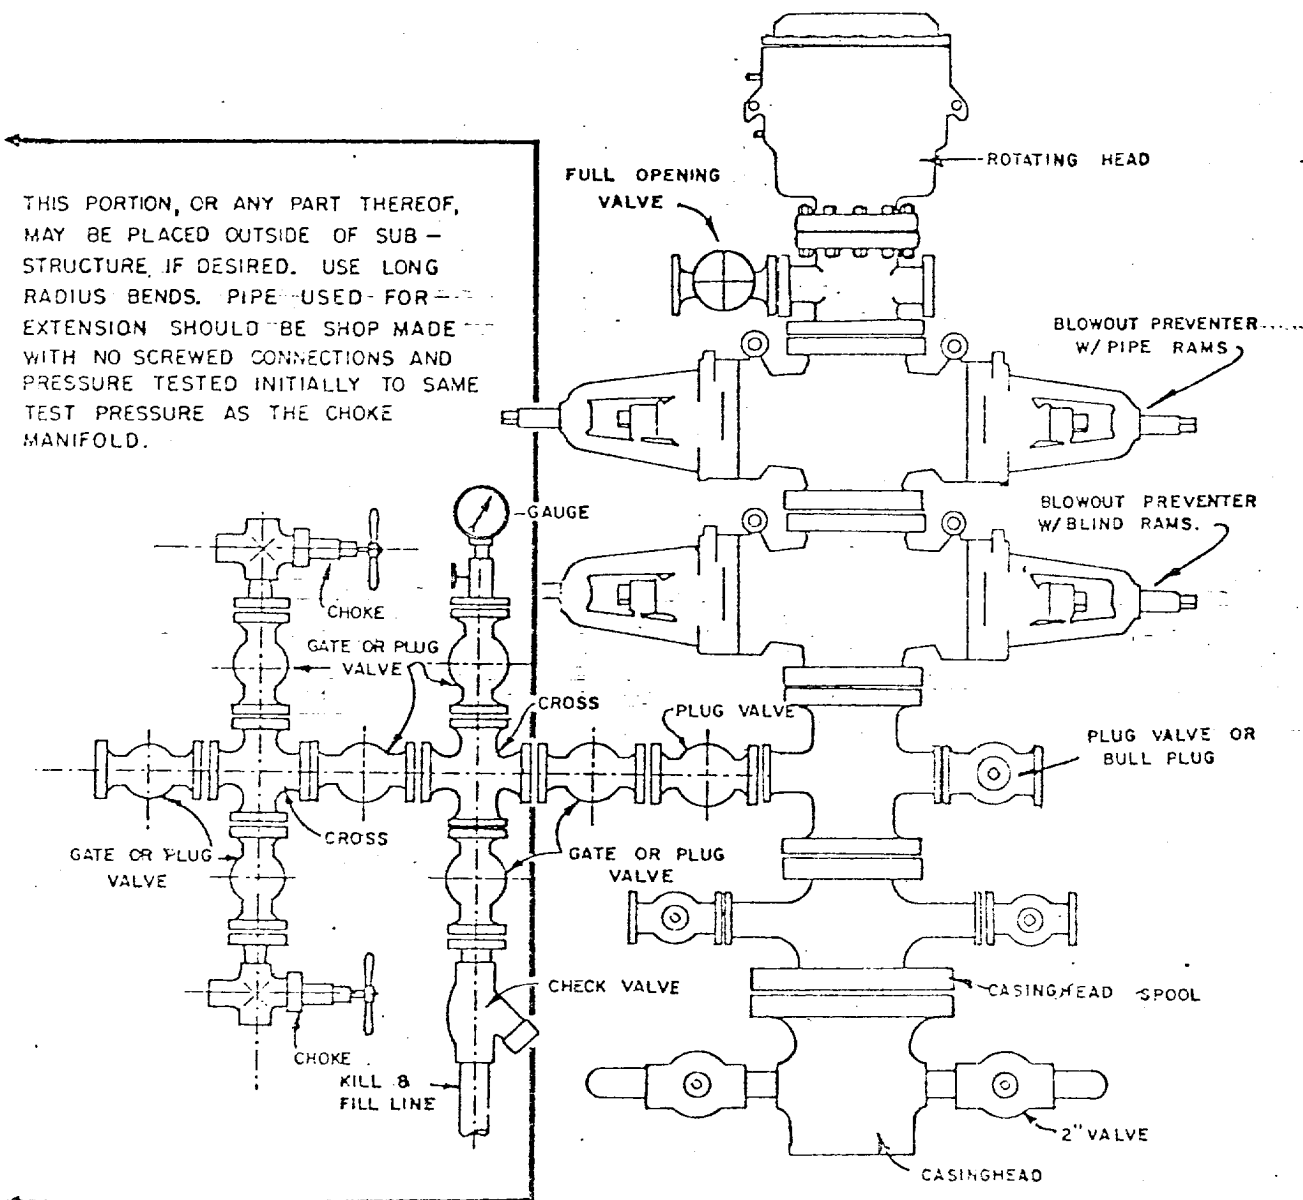 ROTATING HEAD
FULL OPENING
VALVE
THIS PORTION, OR ANY PART THEREOF,
MAY BE PLACED OUTSIDE OF SUB-
STRUCTURE IF DESIRED. USE LONG
RADIUS BENDS. PIPE USED FOR
EXTENSION SHOULD BE SHOP MADE
WITH NO SCREWED CONNECTIONS AND
PRESSURE TESTED INITIALLY TO SAME
TEST PRESSURE AS THE CHOKE
MANIFOLD.
BLOWOUT PREVENTER
W/PIPE RAMS
BLOWOUT PREVENTER
W/BLIND RAMS.
GAUGE
CHOKE
GATE OR PLUG
VALVE
CROSS
PLUG VALVE
PLUG VALVE OR
BULL PLUG
CROSS
GATE OR PLUG
VALVE
GATE OR PLUG
VALVE
CHECK VALVE
CASINGHEAD SPOOL
CHOKE
KILL &
FILL LINE
2" VALVE
CASINGHEAD